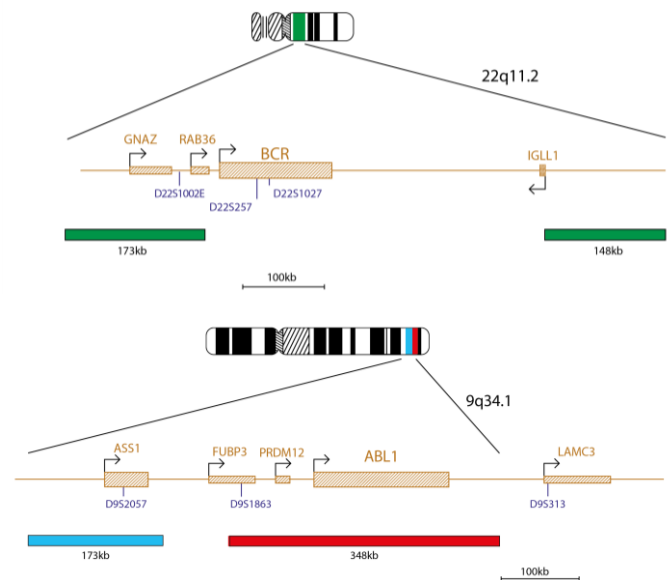 22q11.2
GNAZ RAB36 BCR IGLL1
D22S1002E D22S1027
D22S257
173kb 148kb
100kb
9q34.1
ASS1 FUBP3 PRDM12 ABL1 LAMC3
D9S2057 D9S1863 D9S313
173kb 348kb
100kb